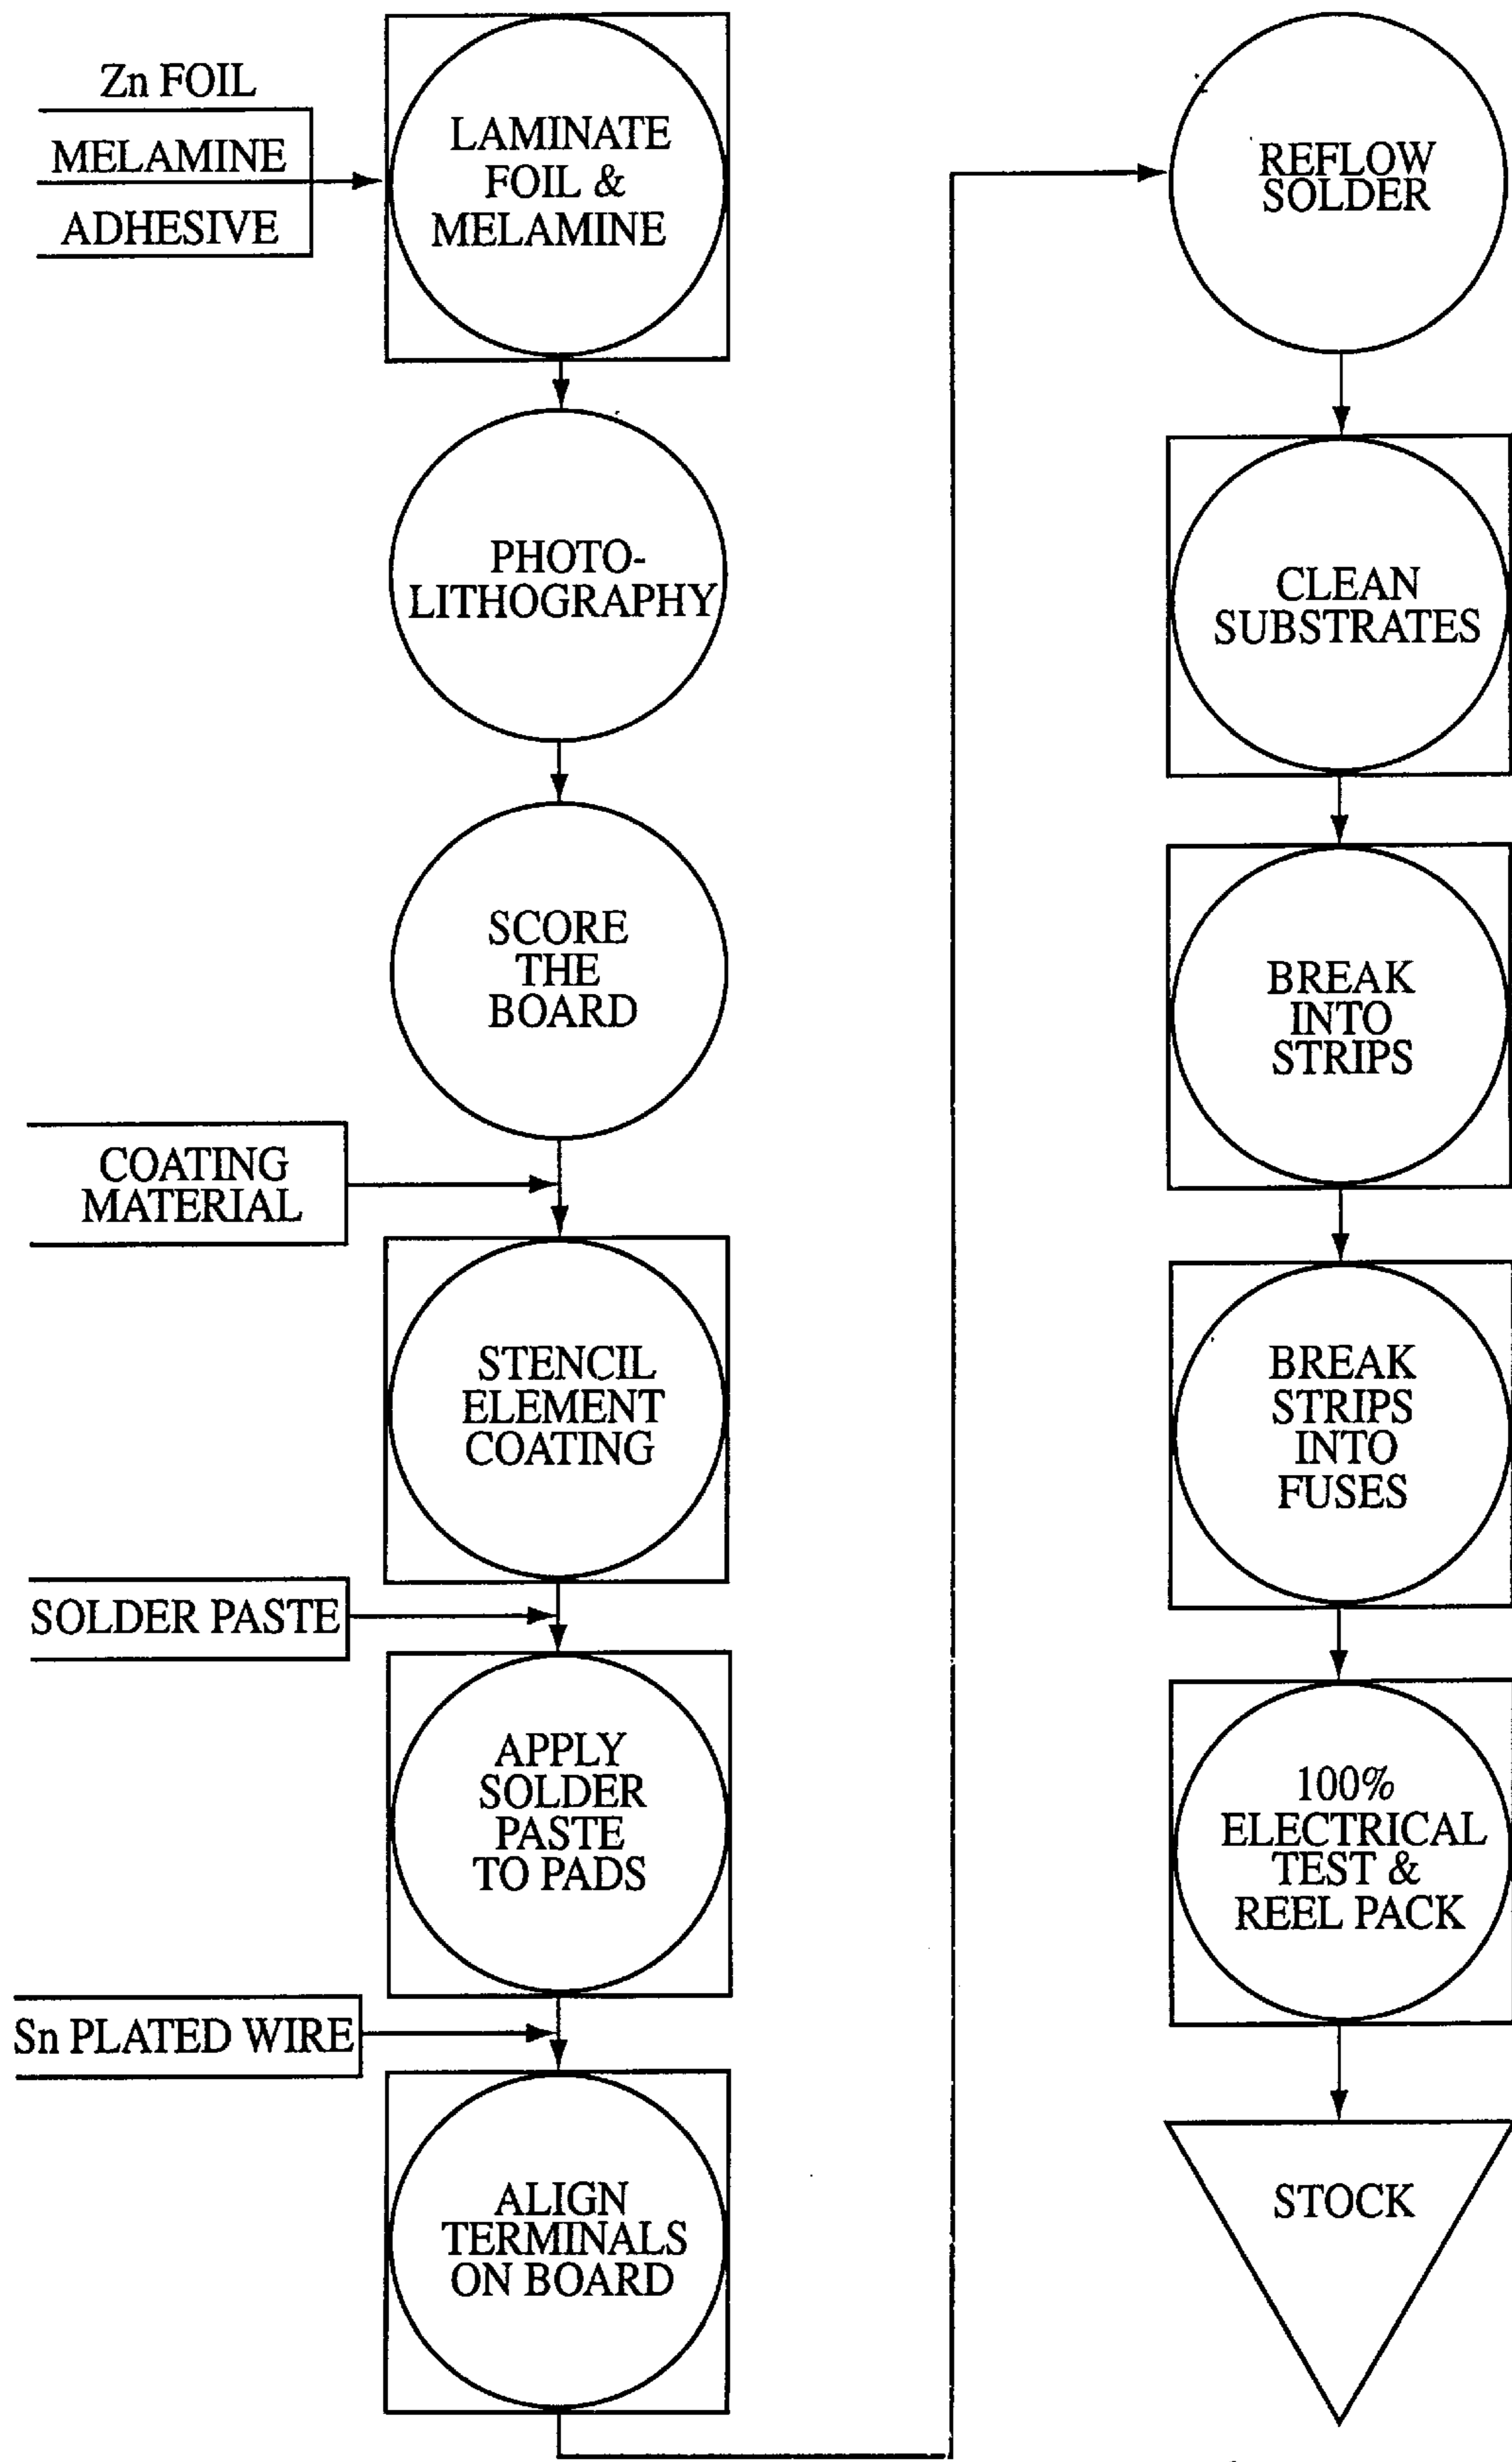 Zn FOIL
MELAMINE
ADHESIVE
LAMINATE
FOIL &
MELAMINE
PHOTO-
LITHOGRAPHY
SCORE
THE
BOARD
COATING
MATERIAL
STENCIL
ELEMENT
COATING
SOLDER PASTE
APPLY
SOLDER
PASTE
TO PADS
Sn PLATED WIRE
ALIGN
TERMINALS
ON BOARD
REFLOW
SOLDER
CLEAN
SUBSTRATES
BREAK
INTO
STRIPS
BREAK
STRIPS
INTO
FUSES
100%
ELECTRICAL
TEST &
REEL PACK
STOCK